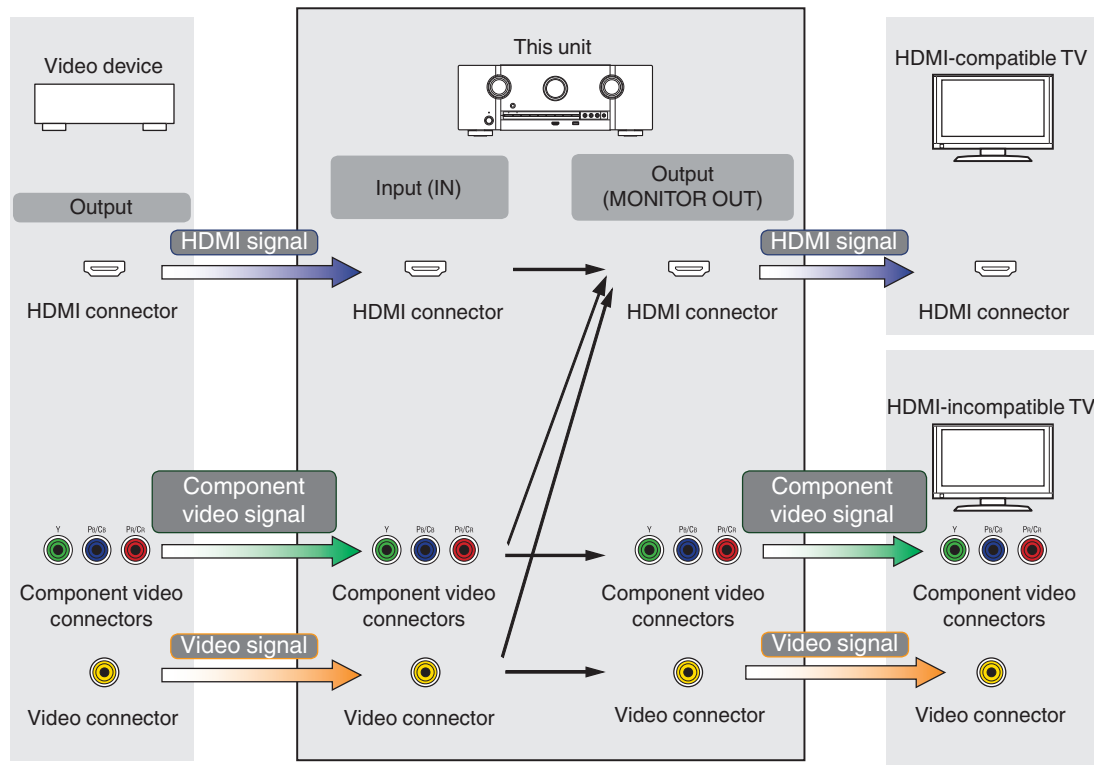 Video device
This unit
HDMI-compatible TV
Output
Input (IN)
Output
(MONITOR OUT)
HDMI signal
HDMI signal
HDMI connector
HDMI connector
HDMI connector
HDMI connector
HDMI-incompatible TV
Component
video signal
Component
video signal
Y PB/CB PR/CR
Y PB/CB PR/CR
Y PB/CB PR/CR
Y PB/CB PR/CR
Component video
connectors
Component video
connectors
Component video
connectors
Component video
connectors
Video signal
Video signal
Video connector
Video connector
Video connector
Video connector